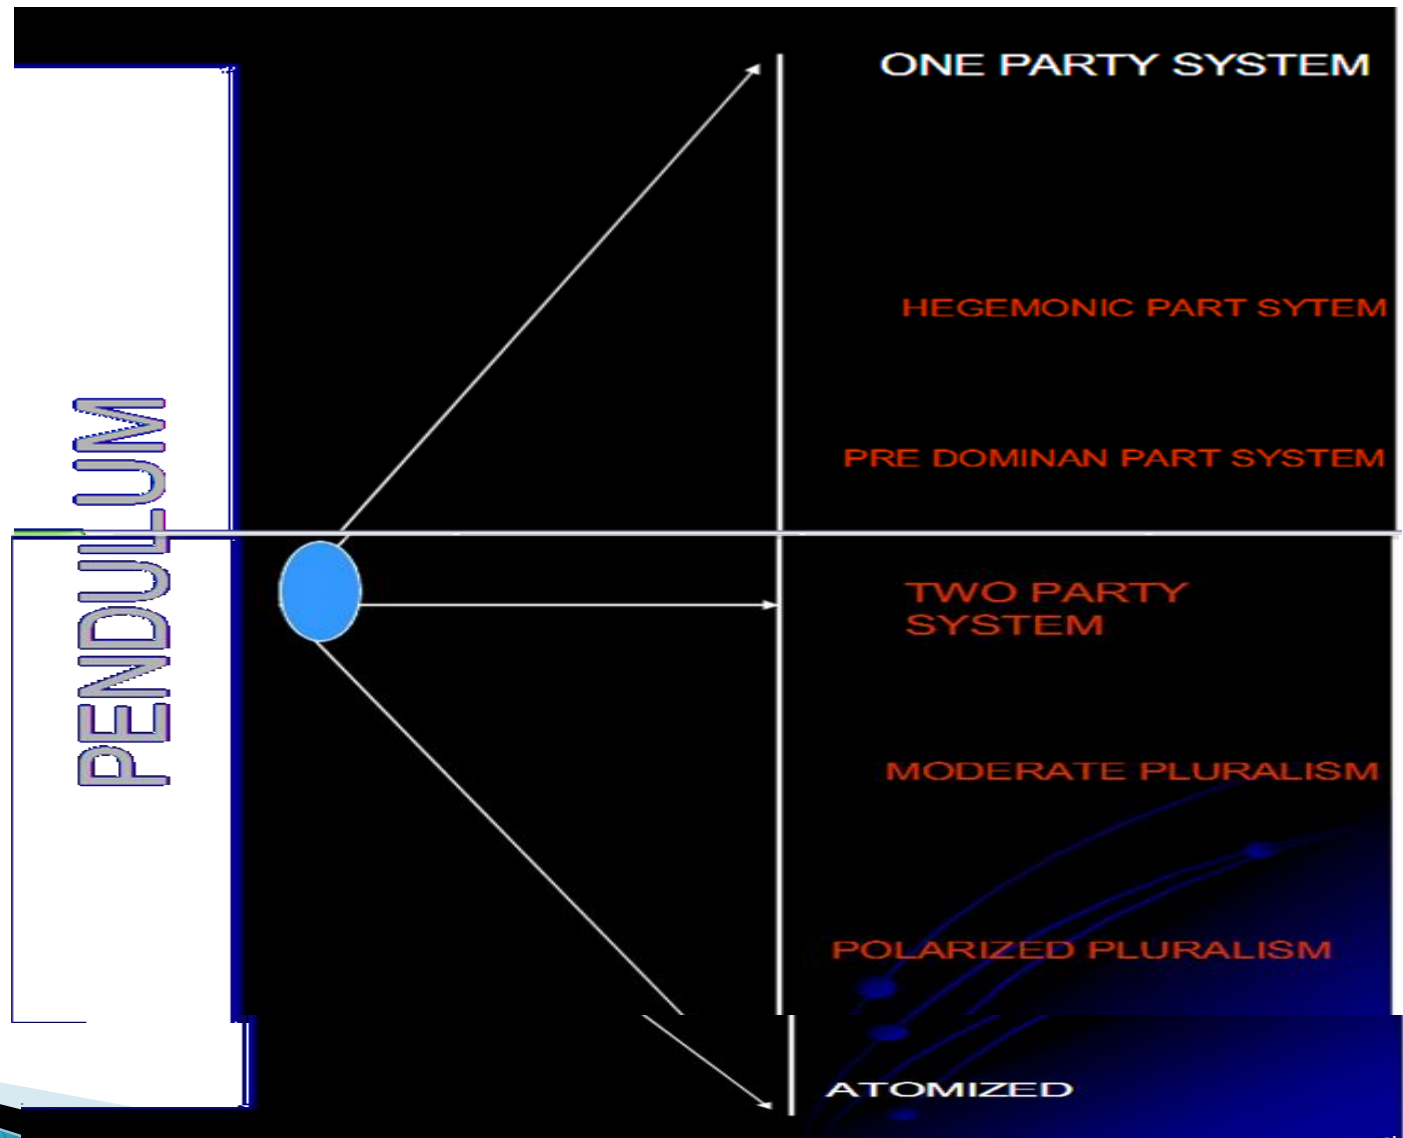 PENDULUM
ONE PARTY SYSTEM
HEGEMONIC PART SYTEM
PRE DOMINAN PART SYSTEM
TWO PARTY
SYSTEM
MODERATE PLURALISM
POLARIZED PLURALISM
ATOMIZED